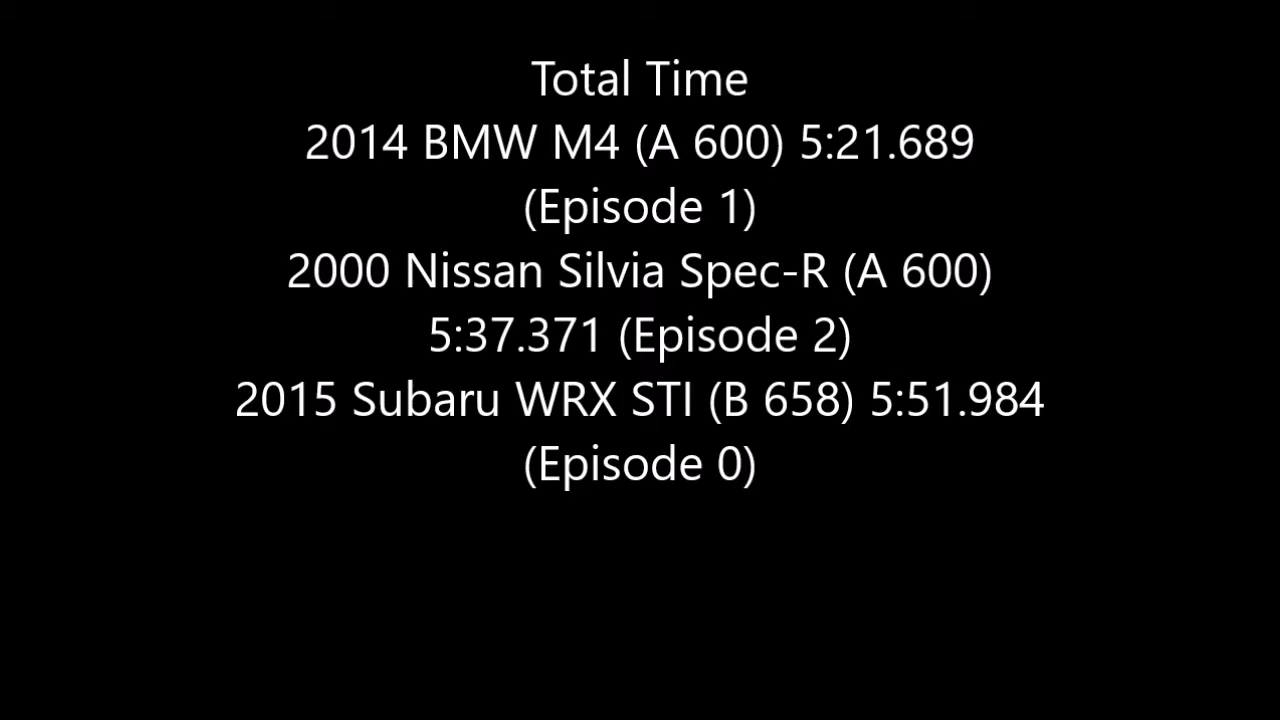 Total Time
2014 BMW M4 (A 600) 5:21.689
(Episode 1)
2000 Nissan Silvia Spec-R (A 600)
5:37.371 (Episode 2)
2015 Subaru WRX STI (B 658) 5:51.984
(Episode 0)